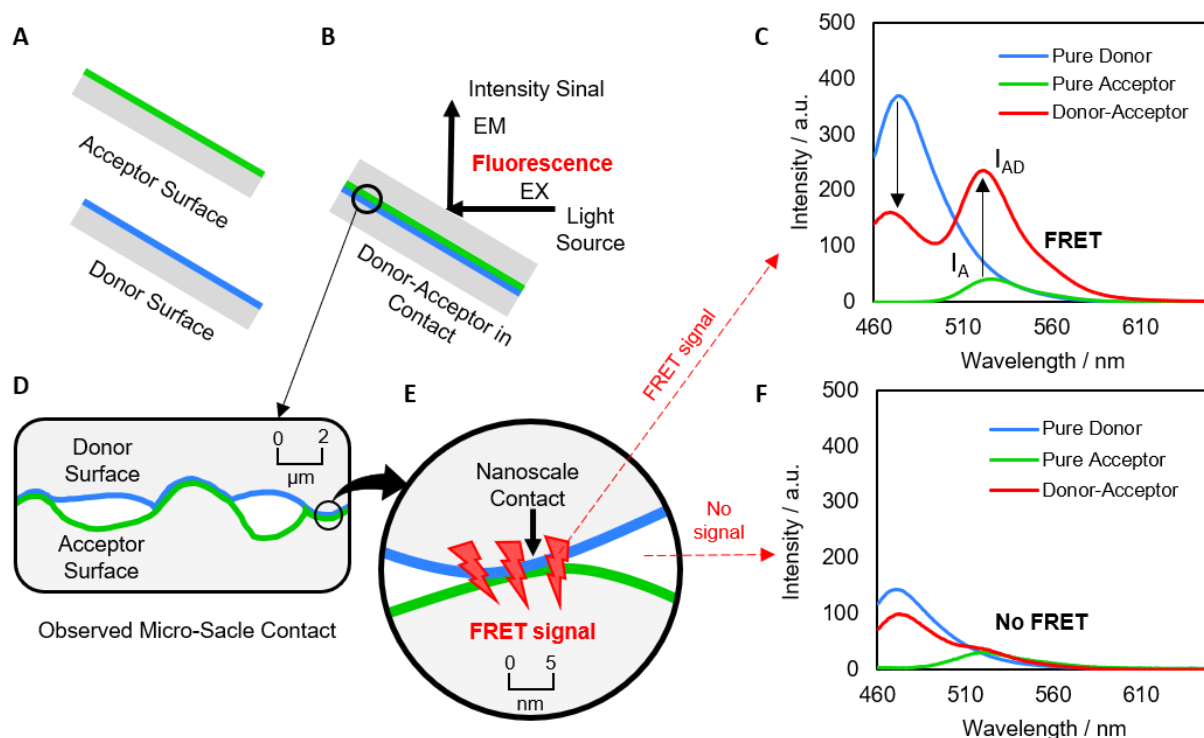 A
Acceptor Surface
Donor Surface
B
Intensity Sinal
EM
Fluorescence
EX
Light
Source
Donor-Acceptor in
Contact
C
500
400
300
200
100
0
Intensity / a.u.
Pure Donor
Pure Acceptor
Donor-Acceptor
IAD
IA
FRET
460
510
560
610
Wavelength / nm
D
Donor
Surface
0 2
µm
Acceptor
Surface
Observed Micro-Sacle Contact
E
Nanoscale
Contact
FRET signal
0 5
nm
FRET signal
No
signal
F
500
400
300
200
100
0
Intensity / a.u.
Pure Donor
Pure Acceptor
Donor-Acceptor
No FRET
460
510
560
610
Wavelength / nm